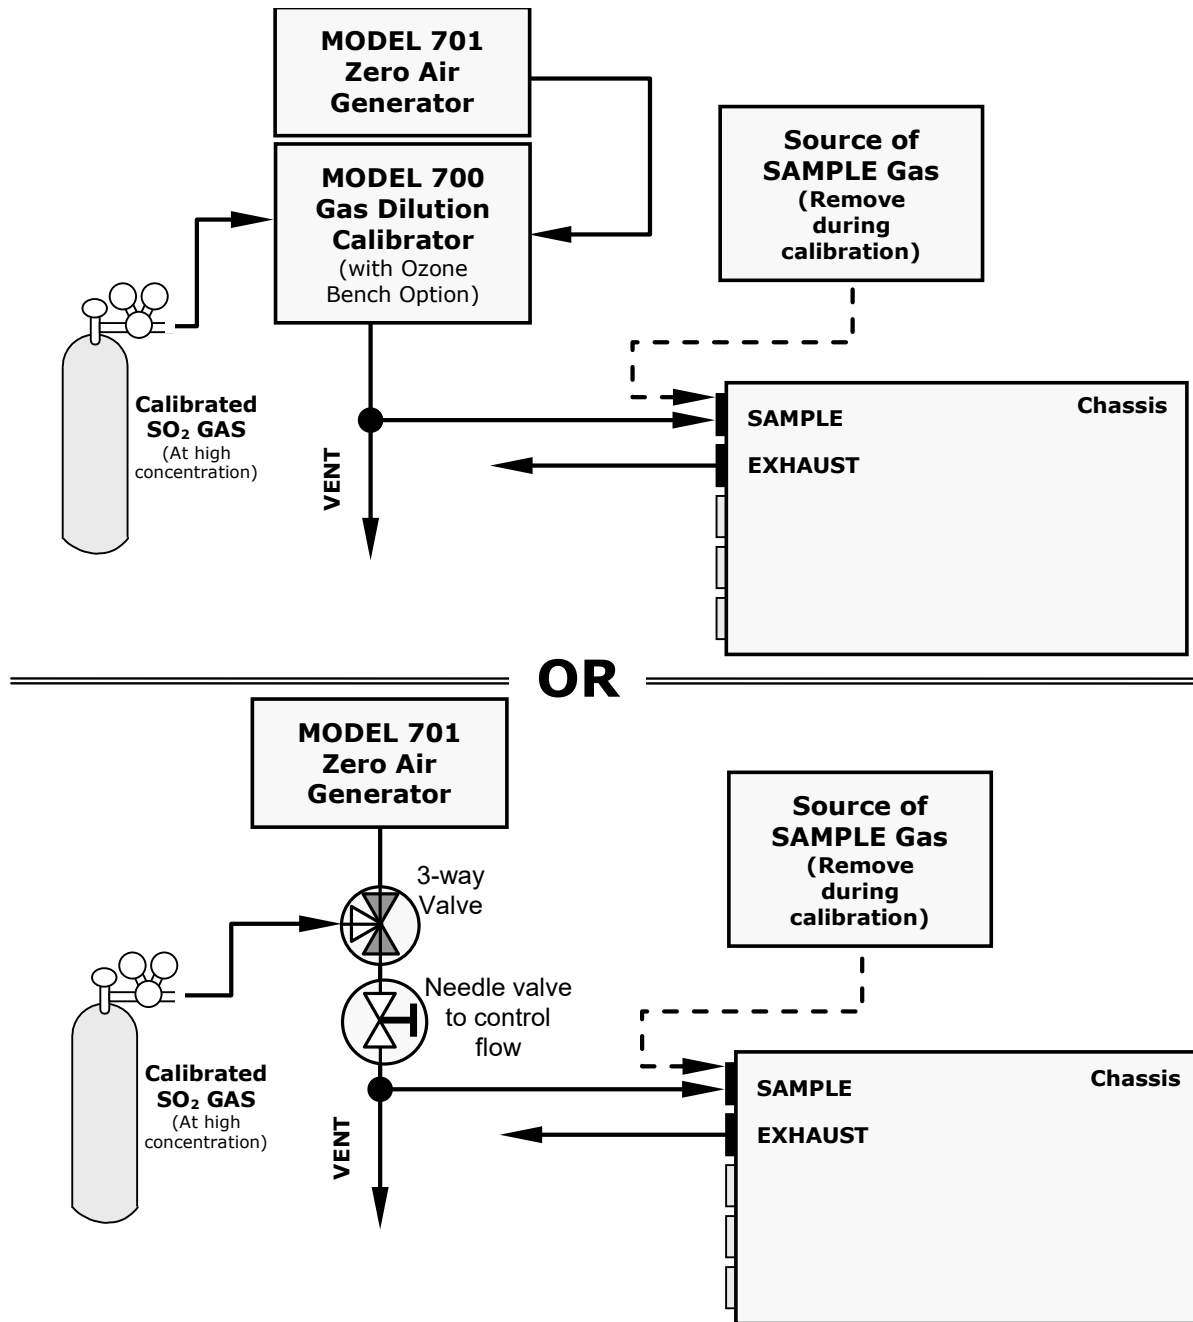 MODEL 701
Zero Air
Generator
MODEL 700
Gas Dilution
Calibrator
(with Ozone
Bench Option)
Source of
SAMPLE Gas
(Remove
during
calibration)
Calibrated
SO₂ GAS
(At high
concentration)
VENT
SAMPLE
EXHAUST
Chassis
OR
MODEL 701
Zero Air
Generator
3-way
Valve
Needle valve
to control
flow
Source of
SAMPLE Gas
(Remove
during
calibration)
Calibrated
SO₂ GAS
(At high
concentration)
VENT
SAMPLE
EXHAUST
Chassis